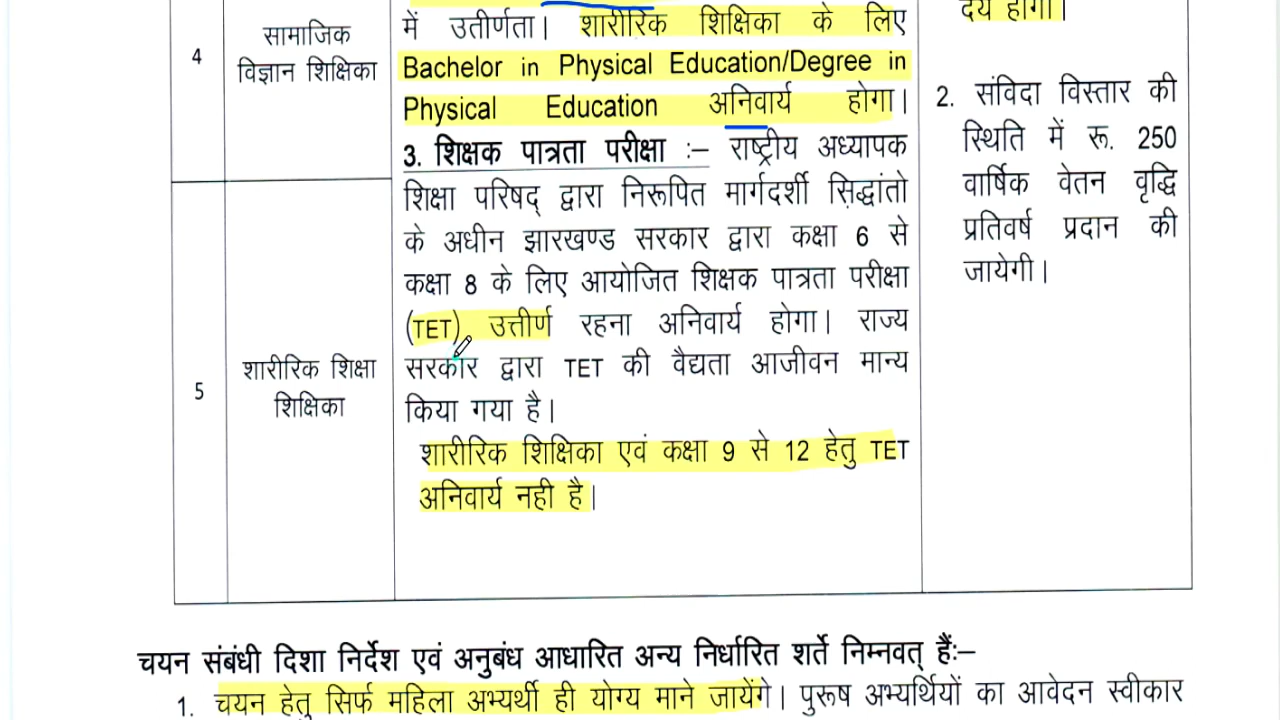 4
सामाजिक
विज्ञान शिक्षिका
में उतीर्णता। शारीरिक शिक्षिका के लिए
Bachelor in Physical Education/Degree in
Physical Education अनिवार्य होगा।
3. शिक्षक पात्रता परीक्षा :– राष्ट्रीय अध्यापक
शिक्षा परिषद् द्वारा निरूपित मार्गदर्शी सिद्धांतो
के अधीन झारखण्ड सरकार द्वारा कक्षा 6 से
कक्षा 8 के लिए आयोजित शिक्षक पात्रता परीक्षा
(TET) उत्तीर्ण रहना अनिवार्य होगा। राज्य
सरकार द्वारा TET की वैद्यता आजीवन मान्य
किया गया है।
शारीरिक शिक्षिका एवं कक्षा 9 से 12 हेतु TET
अनिवार्य नही है।
देय होगा।
2. संविदा विस्तार की
स्थिति में रू. 250
वार्षिक वेतन वृद्धि
प्रतिवर्ष प्रदान की
जायेगी।
5
शारीरिक शिक्षा
शिक्षिका
चयन संबंधी दिशा निर्देश एवं अनुबंध आधारित अन्य निर्धारित शर्ते निम्नवत् हैं:–
1. चयन हेतु सिर्फ महिला अभ्यर्थी ही योग्य माने जायेंगे। पुरूष अभ्यर्थियों का आवेदन स्वीकार